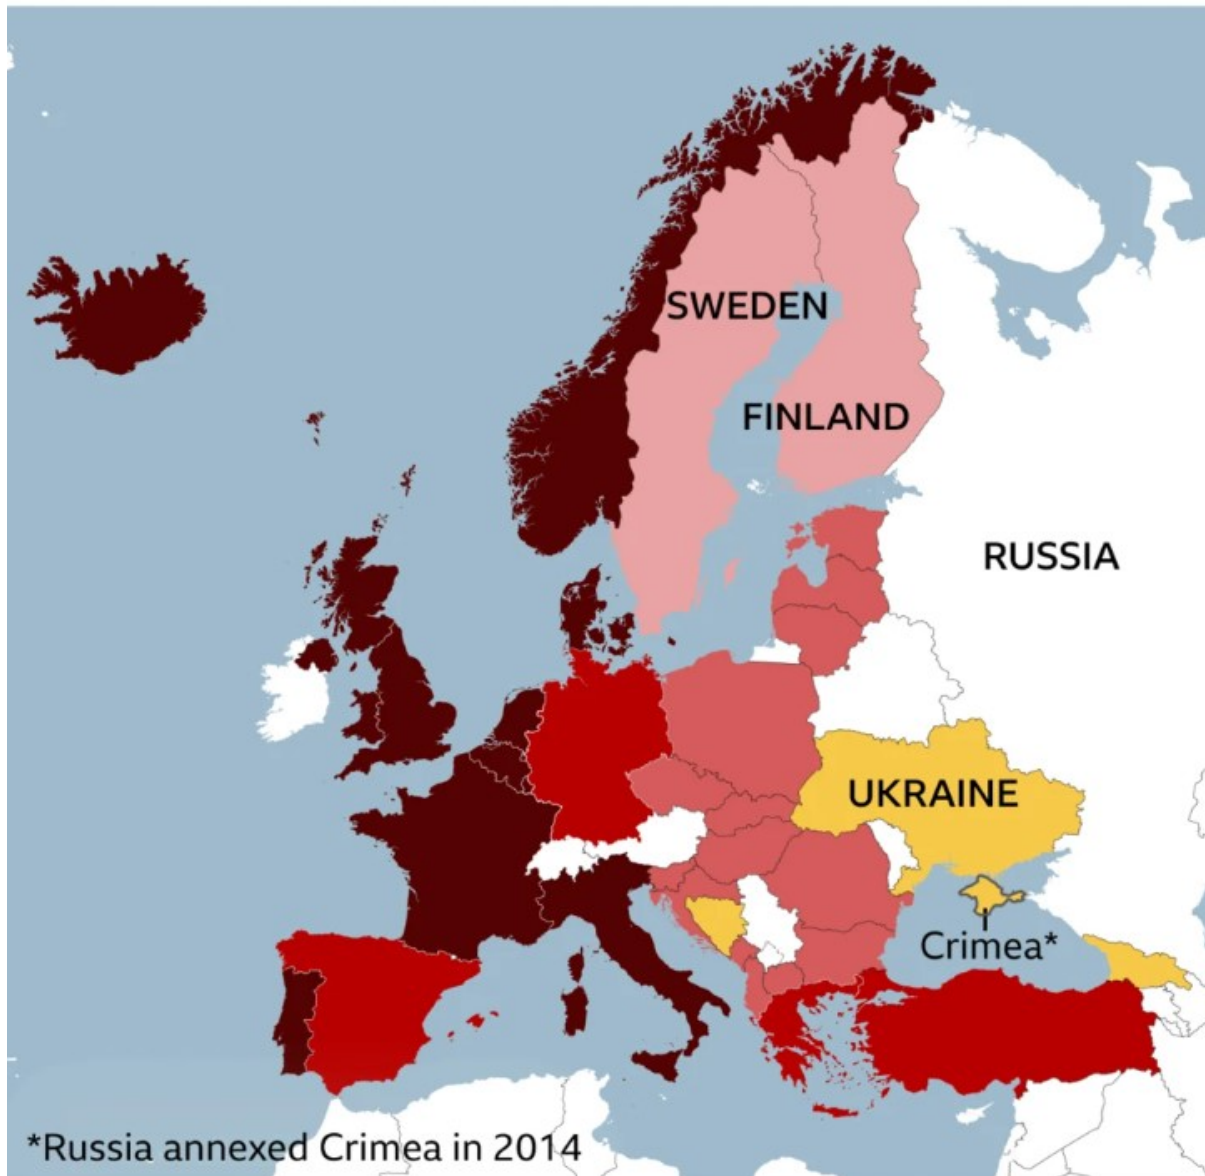 SWEDEN
FINLAND
RUSSIA
UKRAINE
Crimea*
*Russia annexed Crimea in 2014